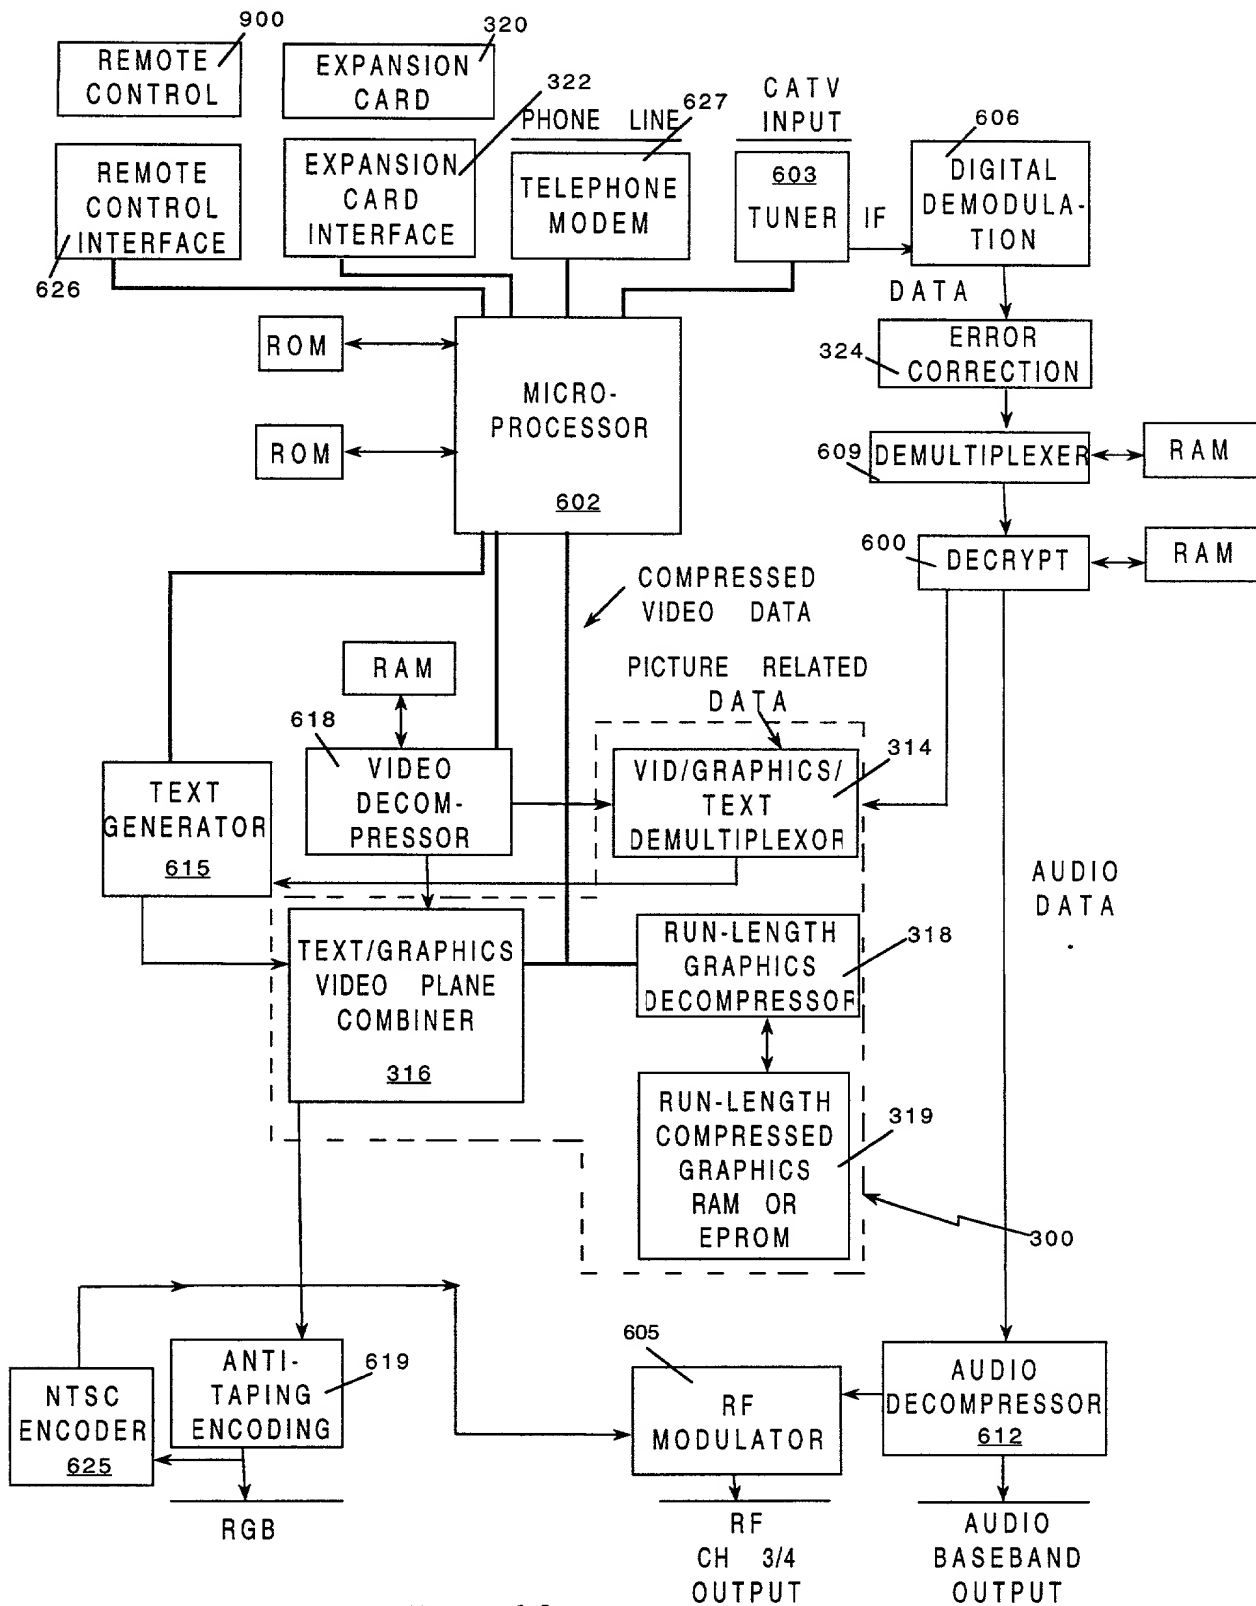 900
REMOTE
CONTROL
320
EXPANSION
CARD
322
PHONE LINE
627
CATV
INPUT
606
REMOTE
CONTROL
INTERFACE
626
EXPANSION
CARD
INTERFACE
TELEPHONE
MODEM
603
TUNER
IF
DIGITAL
DEMODULA-
TION
DATA
ROM
ROM
MICRO-
PROCESSOR
602
324
ERROR
CORRECTION
609
DEMULTIPLEXER
RAM
600
DECRYPT
RAM
COMPRESSED
VIDEO DATA
PICTURE RELATED
DATA
RAM
618
VIDEO
DECOM-
PRESSOR
314
VID/GRAPHICS/
TEXT
DEMULTIPLEXOR
TEXT
GENERATOR
615
AUDIO
DATA
TEXT/GRAPHICS
VIDEO PLANE
COMBINER
316
RUN-LENGTH
GRAPHICS
DECOMPRESSOR
318
RUN-LENGTH
COMPRESSED
GRAPHICS
RAM OR
EPROM
319
300
NTSC
ENCODER
625
ANTI-
TAPING
ENCODING
619
605
RF
MODULATOR
AUDIO
DECOMPRESSOR
612
RGB
RF
CH 3/4
OUTPUT
AUDIO
BASEBAND
OUTPUT